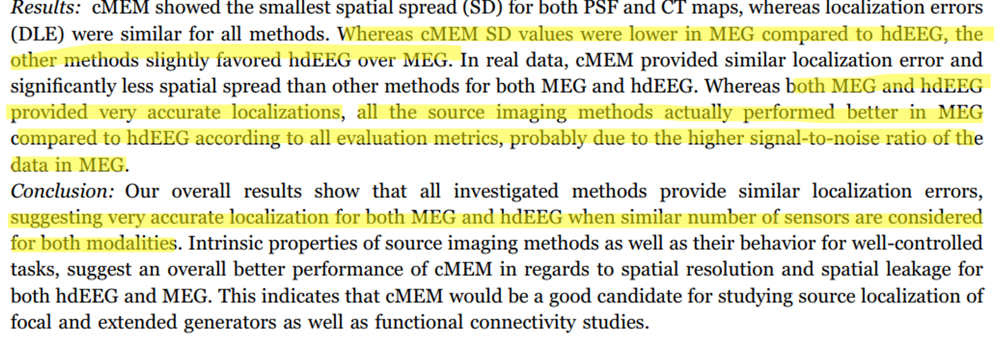 Results: cMEM showed the smallest spatial spread (SD) for both PSF and CT maps, whereas localization errors
(DLE) were similar for all methods. Whereas cMEM SD values were lower in MEG compared to hdEEG, the
other methods slightly favored hdEEG over MEG. In real data, cMEM provided similar localization error and
significantly less spatial spread than other methods for both MEG and hdEEG. Whereas both MEG and hdEEG
provided very accurate localizations, all the source imaging methods actually performed better in MEG
compared to hdEEG according to all evaluation metrics, probably due to the higher signal-to-noise ratio of the
data in MEG.
Conclusion: Our overall results show that all investigated methods provide similar localization errors,
suggesting very accurate localization for both MEG and hdEEG when similar number of sensors are considered
for both modalities. Intrinsic properties of source imaging methods as well as their behavior for well-controlled
tasks, suggest an overall better performance of cMEM in regards to spatial resolution and spatial leakage for
both hdEEG and MEG. This indicates that cMEM would be a good candidate for studying source localization of
focal and extended generators as well as functional connectivity studies.